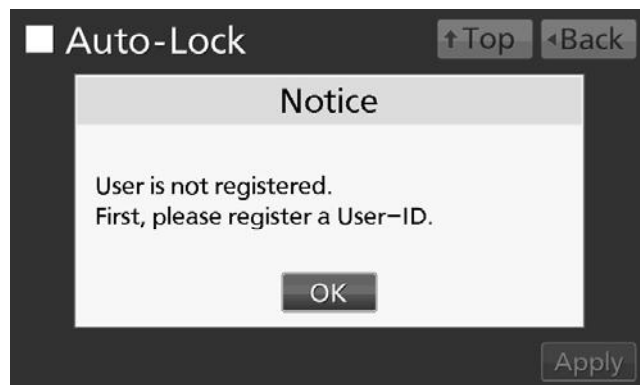 Auto-Lock
↑Top
◂Back
Notice
User is not registered.
First, please register a User-ID.
OK
Apply